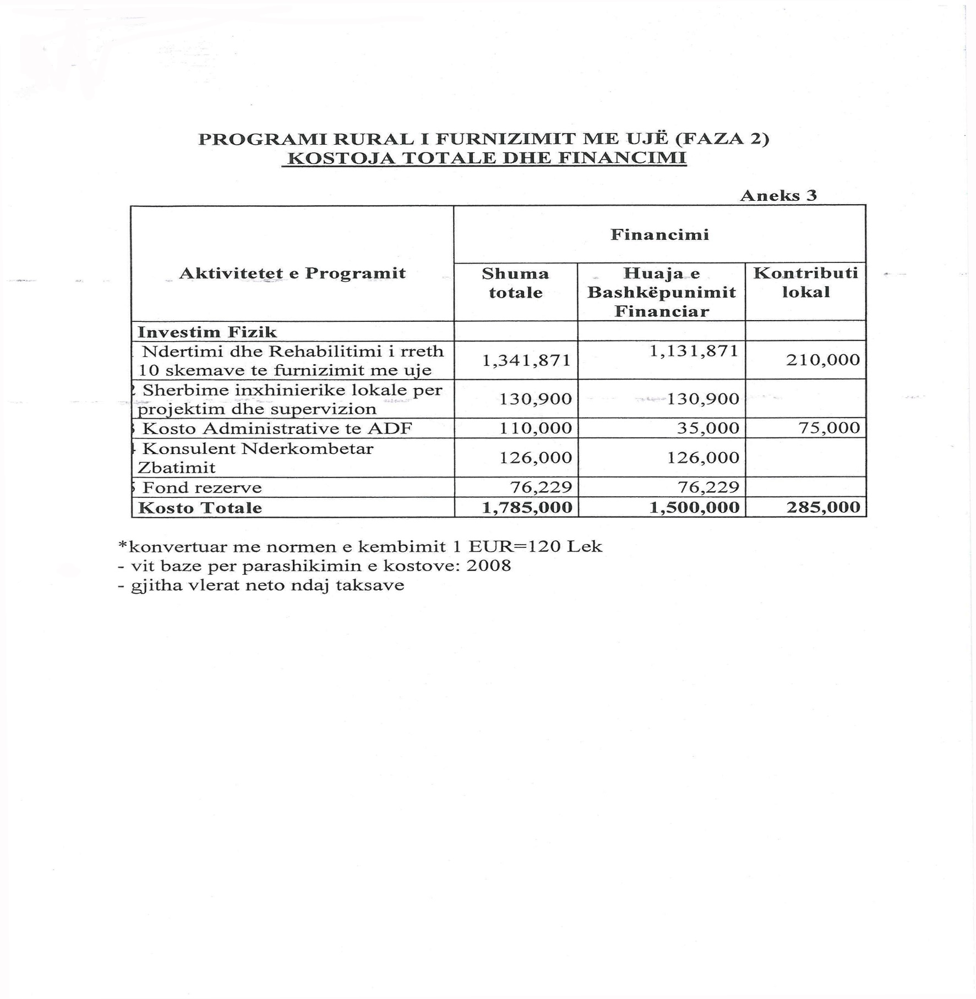 PROGRAMI RURAL I FURNIZIMIT ME UJË (FAZA 2)
KOSTOJA TOTALE DHE FINANCIMI
Aneks 3
Financimi
Aktivitetet e Programit
Shuma totale
Huaja e Bashkëpunimit Financiar
Kontributi lokal
Investim Fizik
Ndertimi dhe Rehabilitimi i rreth
10 skemave te furnizimit me uje
1,341,871 1,131,871 210,000
2 Sherbime inxhinierike lokale per
projektim dhe supervizion
130,900 130,900
3 Kosto Administrative te ADF 110,000 35,000 75,000
4 Konsulent Nderkombetar
Zbatimit
126,000 126,000
5 Fond rezerve 76,229 76,229
Kosto Totale 1,785,000 1,500,000 285,000
*konvertuar me normen e kembimit 1 EUR=120 Lek
- vit baze per parashikimin e kostove: 2008
- gjitha vlerat neto ndaj taksave